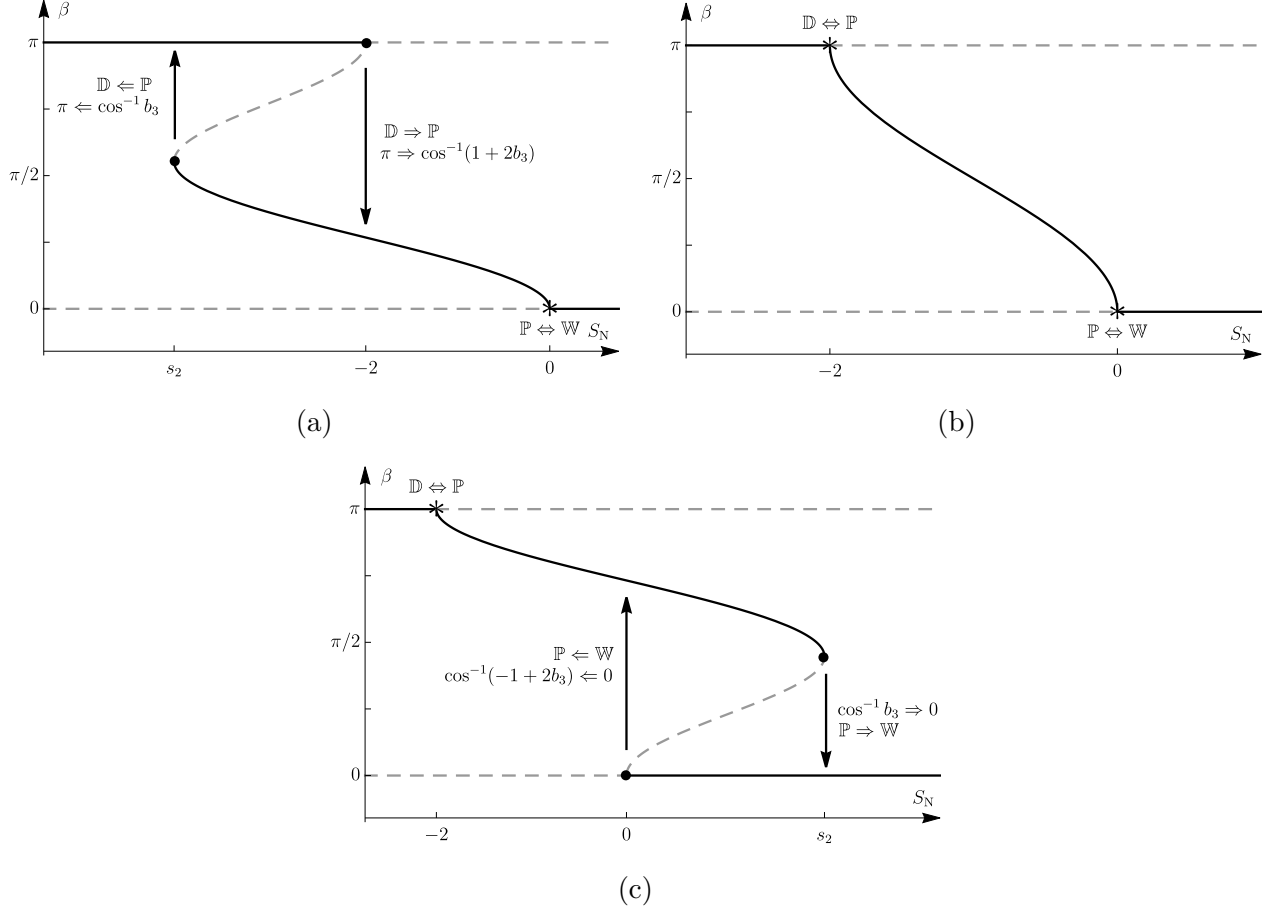 β
π
𝔻 ⇐ ℙ
π ⇐ cos⁻¹ b₃
𝔻 ⇒ ℙ
π ⇒ cos⁻¹(1 + 2b₃)
π/2
0
ℙ ⇔ 𝕎
S_N
s₂
−2
0
(a)
β
𝔻 ⇔ ℙ
π
π/2
0
ℙ ⇔ 𝕎
S_N
−2
0
(b)
β
𝔻 ⇔ ℙ
π
π/2
ℙ ⇐ 𝕎
cos⁻¹(−1 + 2b₃) ⇐ 0
cos⁻¹ b₃ ⇒ 0
ℙ ⇒ 𝕎
0
S_N
−2
0
s₂
(c)